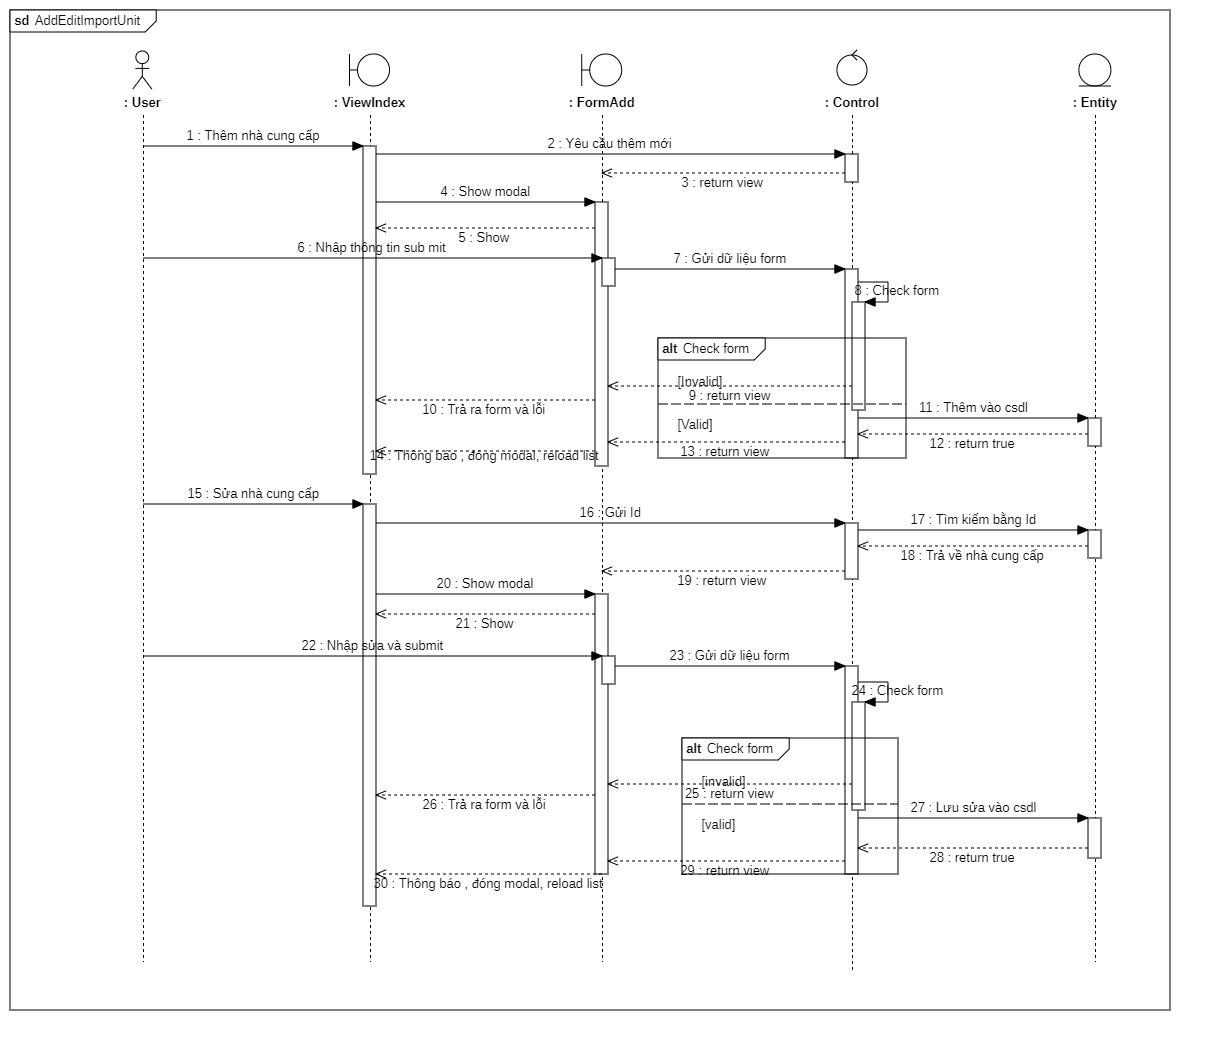 sd AddEditImportUnit
: User
: ViewIndex
: FormAdd
: Control
: Entity
1 : Thêm nhà cung cấp
2 : Yêu cầu thêm mới
3 : return view
4 : Show modal
5 : Show
6 : Nhập thông tin sub mit
7 : Gửi dữ liệu form
8 : Check form
alt Check form
[Invalid]
9 : return view
10 : Trả ra form và lỗi
11 : Thêm vào csdl
[Valid]
12 : return true
13 : return view
14 : Thông báo , đóng modal, reload list
15 : Sửa nhà cung cấp
16 : Gửi Id
17 : Tìm kiếm bằng Id
18 : Trả về nhà cung cấp
19 : return view
20 : Show modal
21 : Show
22 : Nhập sửa và submit
23 : Gửi dữ liệu form
24 : Check form
alt Check form
[invalid]
25 : return view
26 : Trả ra form và lỗi
27 : Lưu sửa vào csdl
[valid]
28 : return true
29 : return view
30 : Thông báo , đóng modal, reload list